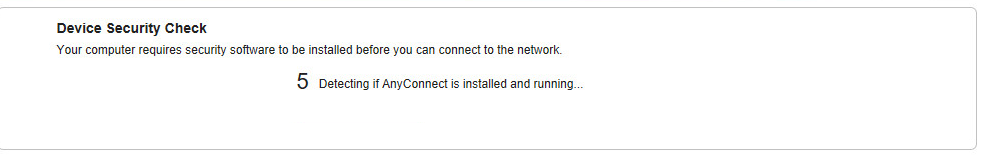 Device Security Check
Your computer requires security software to be installed before you can connect to the network.
5 Detecting if AnyConnect is installed and running...